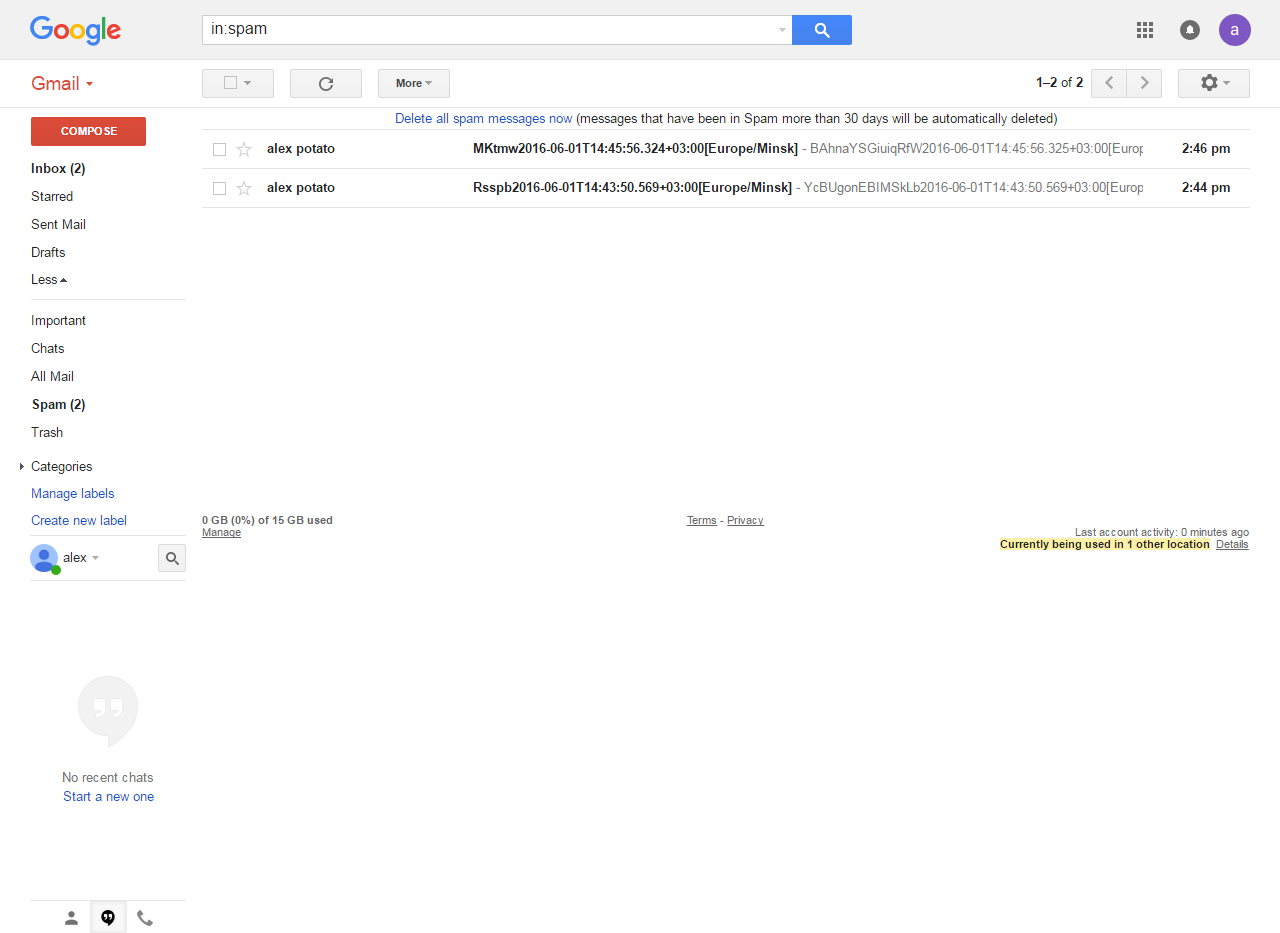 Google
in:spam
a
Gmail
More
1–2 of 2
COMPOSE
Delete all spam messages now (messages that have been in Spam more than 30 days will be automatically deleted)
Inbox (2)
Starred
Sent Mail
Drafts
Less
Important
Chats
All Mail
Spam (2)
Trash
Categories
Manage labels
Create new label
alex potato MKtmw2016-06-01T14:45:56.324+03:00[Europe/Minsk] - BAhnaYSGiuiqRfW2016-06-01T14:45:56.325+03:00[Europ 2:46 pm
alex potato Rsspb2016-06-01T14:43:50.569+03:00[Europe/Minsk] - YcBUgonEBIMSkLb2016-06-01T14:43:50.569+03:00[Europ 2:44 pm
0 GB (0%) of 15 GB used
Manage
Terms - Privacy
Last account activity: 0 minutes ago
Currently being used in 1 other location Details
alex
No recent chats
Start a new one